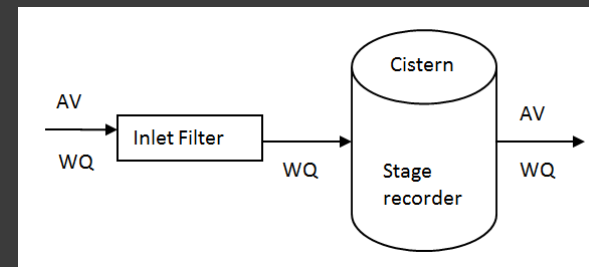 AV
Inlet Filter
WQ
WQ
Cistern
Stage
recorder
AV
WQ